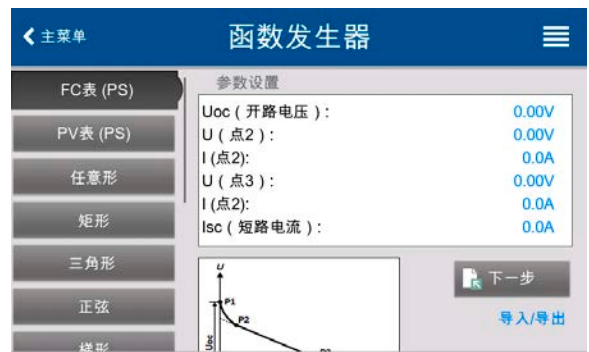 主菜单
函数发生器
FC表 (PS)
PV表 (PS)
任意形
矩形
三角形
正弦
梯形
参数设置
Uoc ( 开路电压 ) : 0.00V
U ( 点2 ) : 0.00V
I (点2): 0.0A
U ( 点3 ) : 0.00V
I (点2): 0.0A
Isc ( 短路电流 ) : 0.0A
U
P1
P2
Uoc
下一步
导入/导出